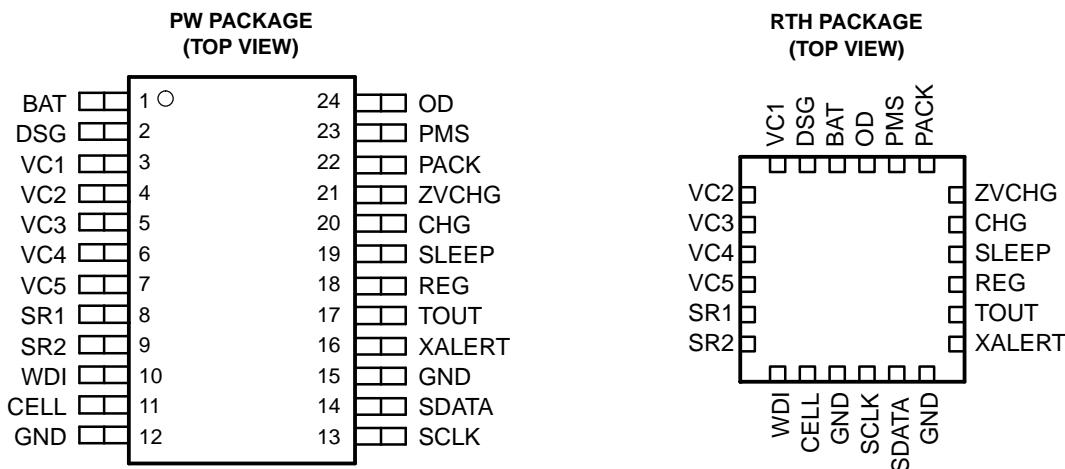 PW PACKAGE
(TOP VIEW)
BAT 1 24 OD
DSG 2 23 PMS
VC1 3 22 PACK
VC2 4 21 ZVCHG
VC3 5 20 CHG
VC4 6 19 SLEEP
VC5 7 18 REG
SR1 8 17 TOUT
SR2 9 16 XALERT
WDI 10 15 GND
CELL 11 14 SDATA
GND 12 13 SCLK
RTH PACKAGE
(TOP VIEW)
VC1
DSG
BAT
OD
PMS
PACK
VC2 ZVCHG
VC3 CHG
VC4 SLEEP
VC5 REG
SR1 TOUT
SR2 XALERT
WDI
CELL
GND
SCLK
SDATA
GND